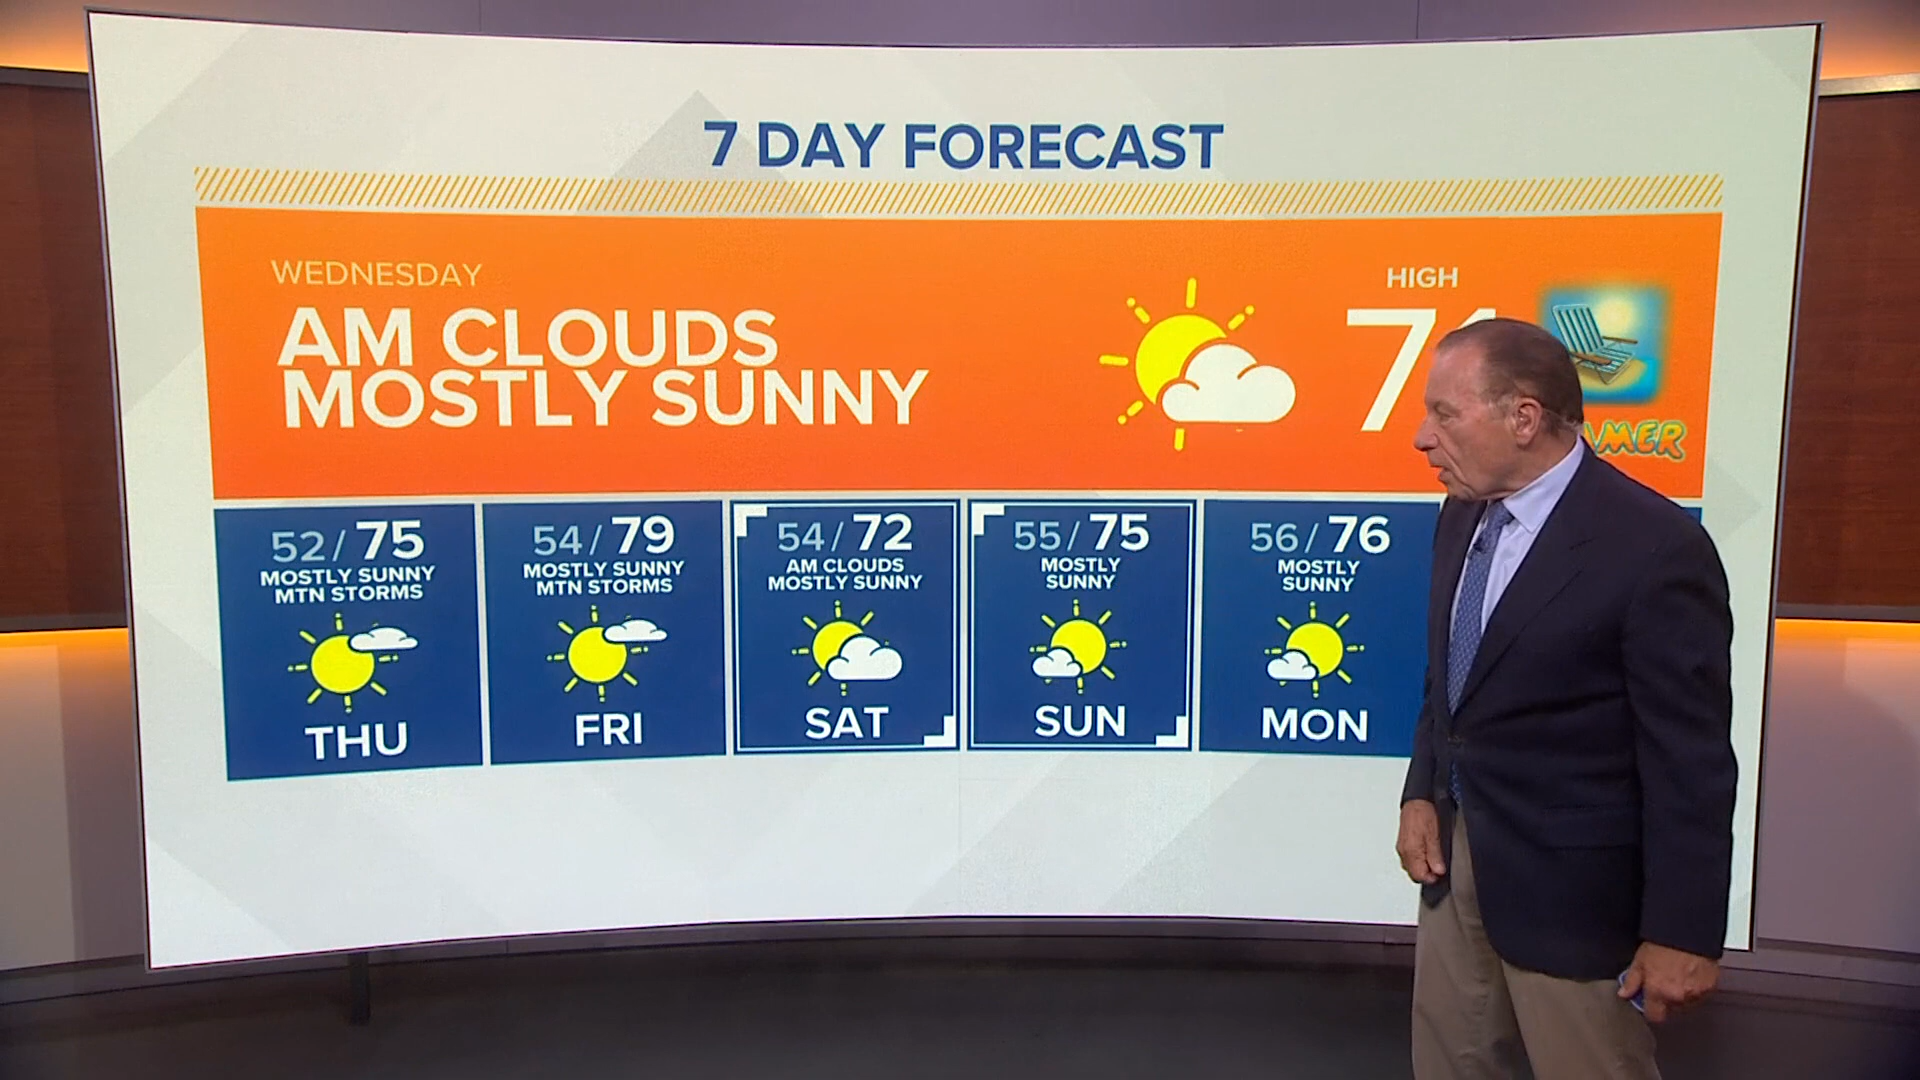 7 DAY FORECAST
WEDNESDAY
AM CLOUDS
MOSTLY SUNNY
HIGH
52/75
MOSTLY SUNNY
MTN STORMS
THU
54/79
MOSTLY SUNNY
MTN STORMS
FRI
54/72
AM CLOUDS
MOSTLY SUNNY
SAT
55/75
MOSTLY
SUNNY
SUN
56/76
MOSTLY
SUNNY
MON